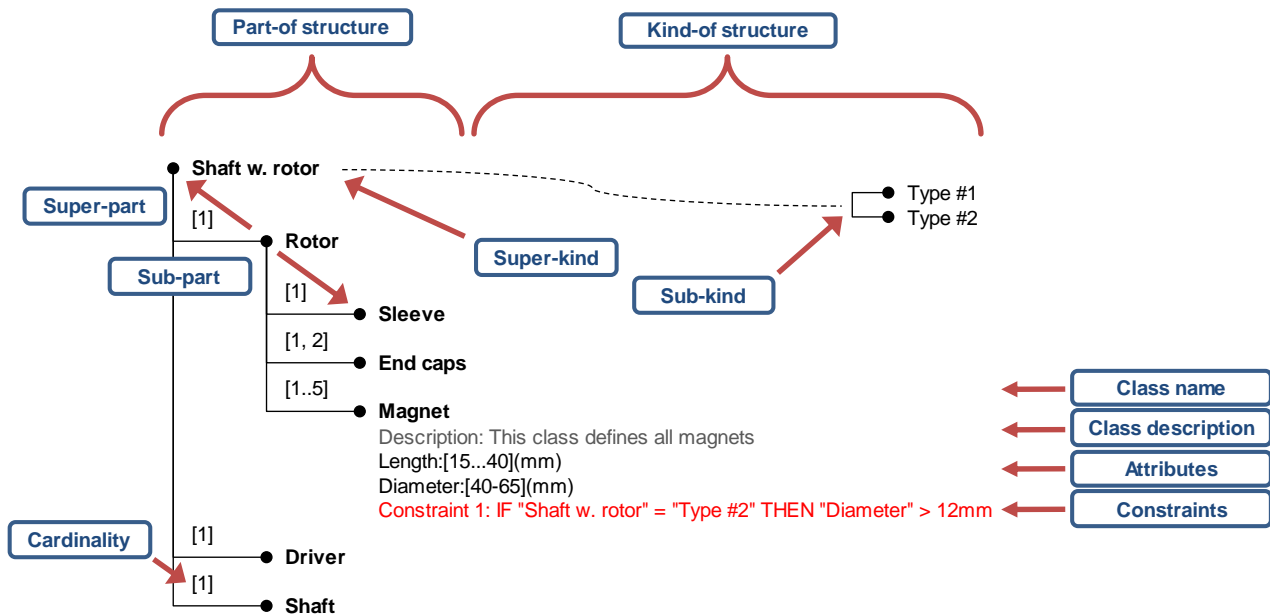 Part-of structure
Kind-of structure
Shaft w. rotor
Type #1
Type #2
Super-part
[1]
Rotor
Super-kind
Sub-part
Sub-kind
[1]
Sleeve
[1, 2]
End caps
[1..5]
Magnet
Class name
Description: This class defines all magnets
Class description
Length:[15...40](mm)
Attributes
Diameter:[40-65](mm)
Constraint 1: IF "Shaft w. rotor" = "Type #2" THEN "Diameter" > 12mm
Constraints
Cardinality
[1]
Driver
[1]
Shaft